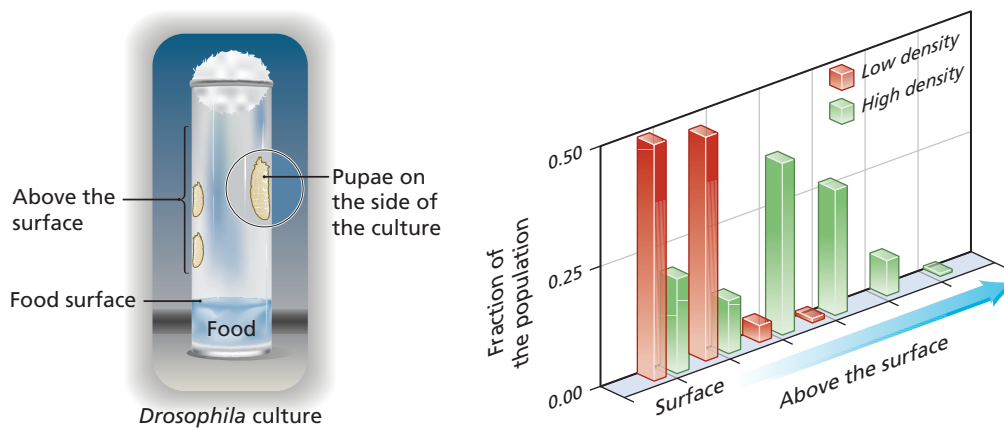 Above the
surface
Food surface
Food
Pupae on
the side of
the culture
Drosophila culture
Low density
High density
0.50
0.25
0.00
Fraction of
the population
Surface
Above the surface